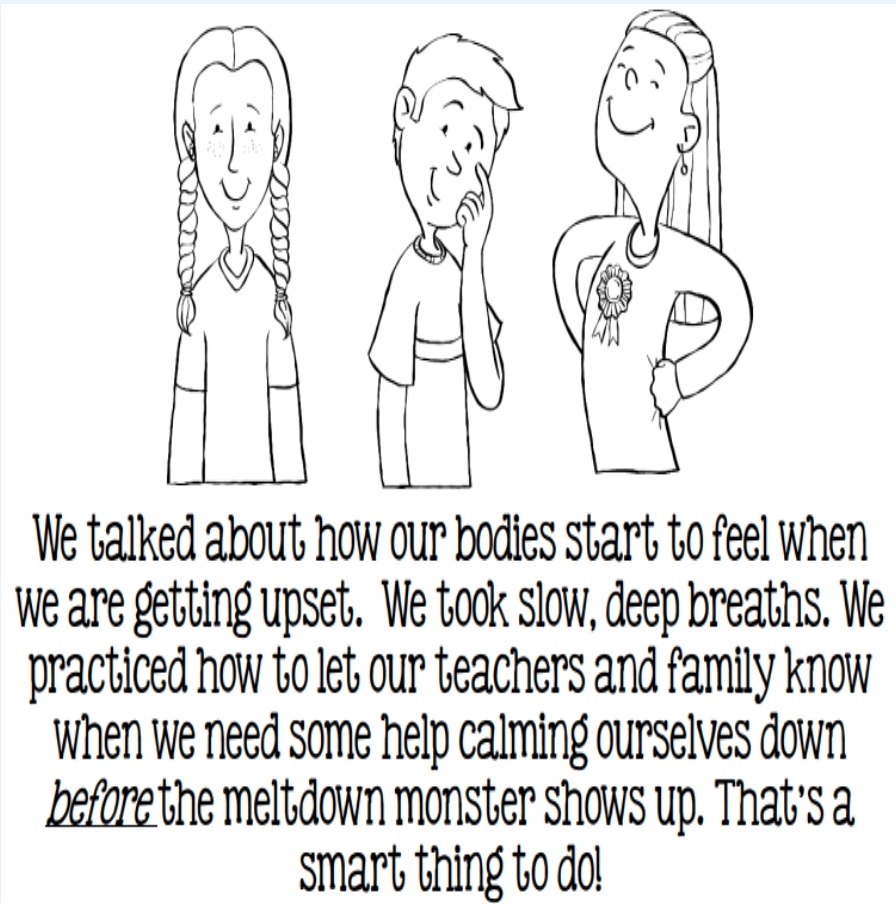 We talked about how our bodies start to feel when
we are getting upset.  We took slow, deep breaths. We
practiced how to let our teachers and family know
when we need some help calming ourselves down
before the meltdown monster shows up. That's a
smart thing to do!